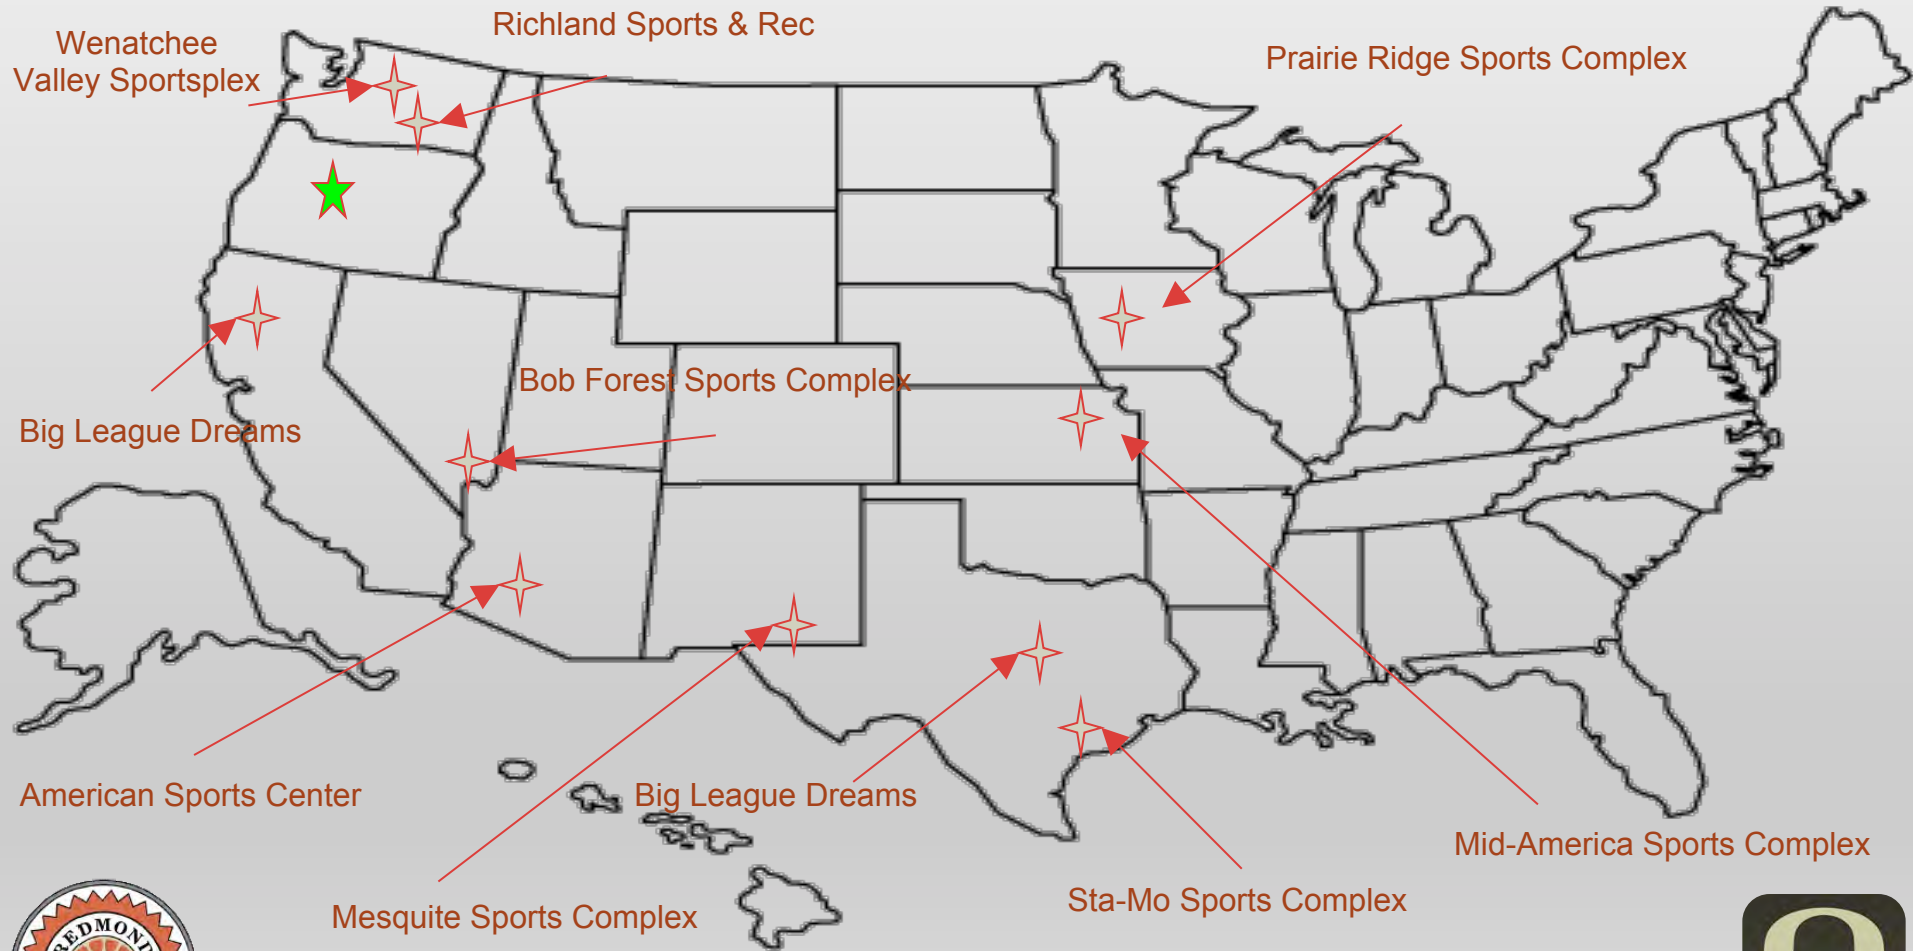 Richland Sports & Rec
Wenatchee
Valley Sportsplex
Prairie Ridge Sports Complex
Bob Forest Sports Complex
Big League Dreams
American Sports Center
Big League Dreams
Mid-America Sports Complex
Sta-Mo Sports Complex
Mesquite Sports Complex
REDMOND